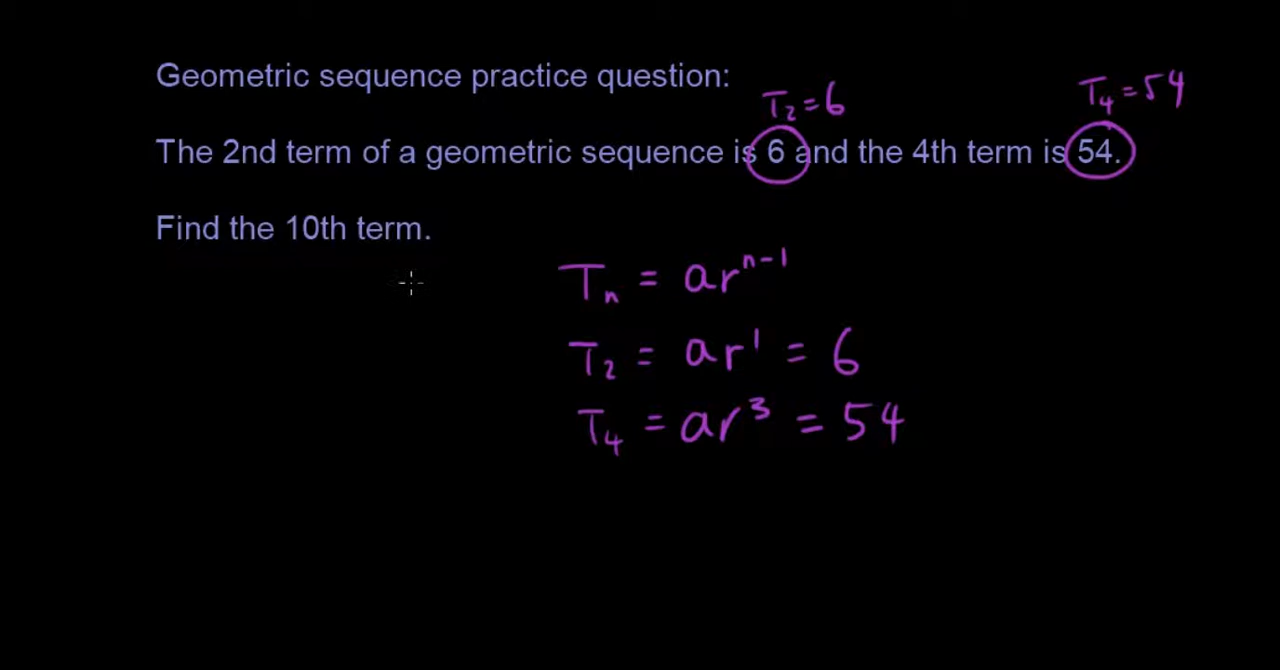 Geometric sequence practice question:
T₂ = 6
T₄ = 54
The 2nd term of a geometric sequence is 6 and the 4th term is 54.
Find the 10th term.
Tₙ = arⁿ⁻¹
T₂ = ar¹ = 6
T₄ = ar³ = 54